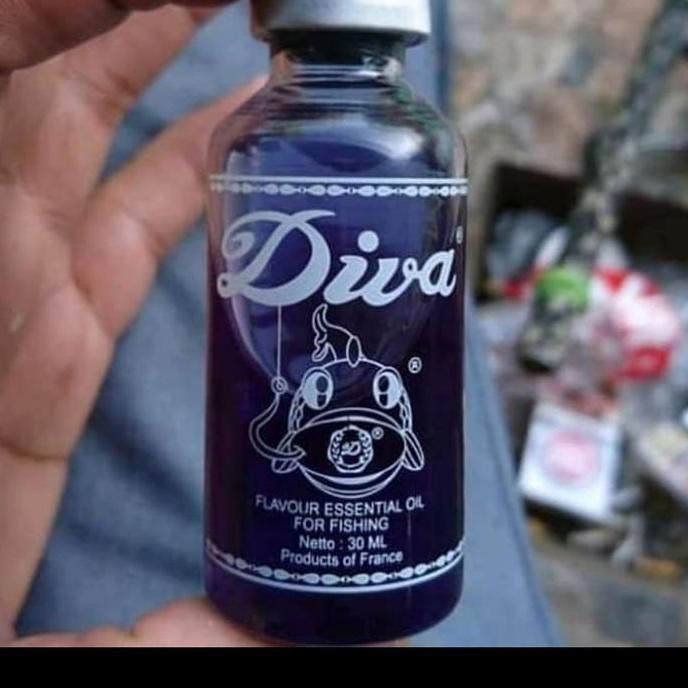 Diva®
®
D®
FLAVOUR ESSENTIAL OIL
FOR FISHING
Netto : 30 ML
Products of France